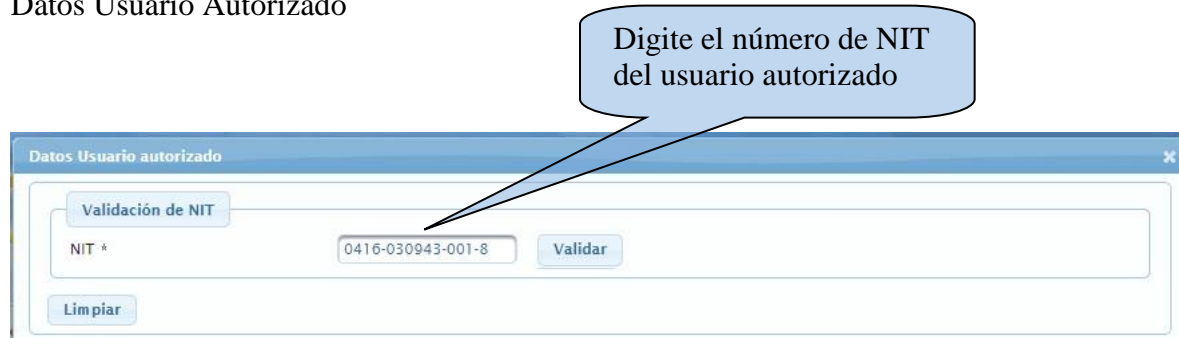 Datos Usuario Autorizado
Digite el número de NIT
del usuario autorizado
Datos Usuario autorizado
Validación de NIT
NIT *
0416-030943-001-8
Validar
Limpiar